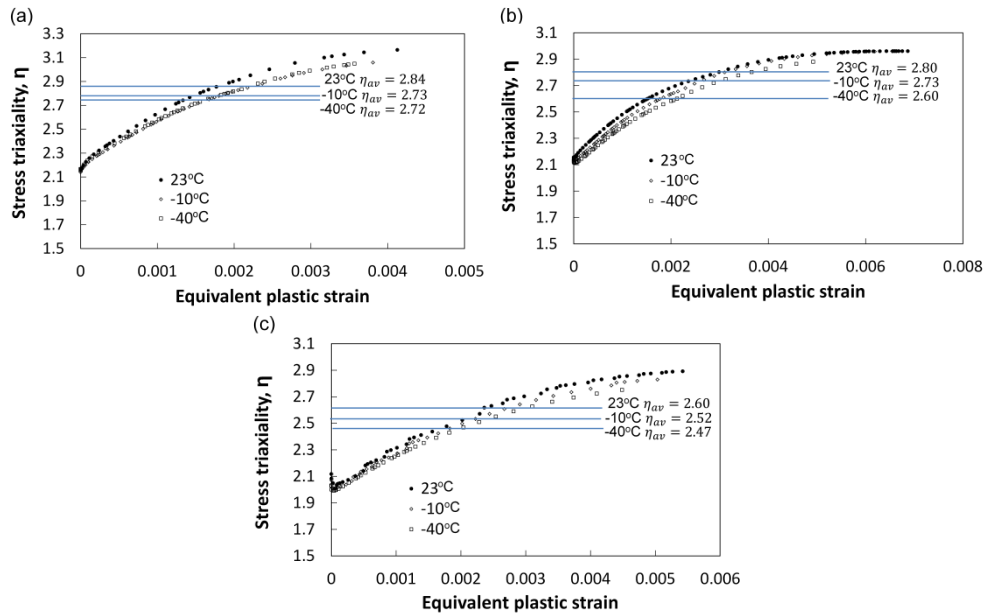 (a)
Stress triaxiality, η
3.3
3.1
2.9
2.7
2.5
2.3
2.1
1.9
1.7
1.5
23°C η_av = 2.84
-10°C η_av = 2.73
-40°C η_av = 2.72
23°C
-10°C
-40°C
0 0.001 0.002 0.003 0.004 0.005
Equivalent plastic strain
(b)
Stress triaxiality, η
3.1
2.9
2.7
2.5
2.3
2.1
1.9
1.7
1.5
23°C η_av = 2.80
-10°C η_av = 2.73
-40°C η_av = 2.60
23°C
-10°C
-40°C
0 0.002 0.004 0.006 0.008
Equivalent plastic strain
(c)
Stress triaxiality, η
3.1
2.9
2.7
2.5
2.3
2.1
1.9
1.7
1.5
23°C η_av = 2.60
-10°C η_av = 2.52
-40°C η_av = 2.47
23°C
-10°C
-40°C
0 0.001 0.002 0.003 0.004 0.005 0.006
Equivalent plastic strain